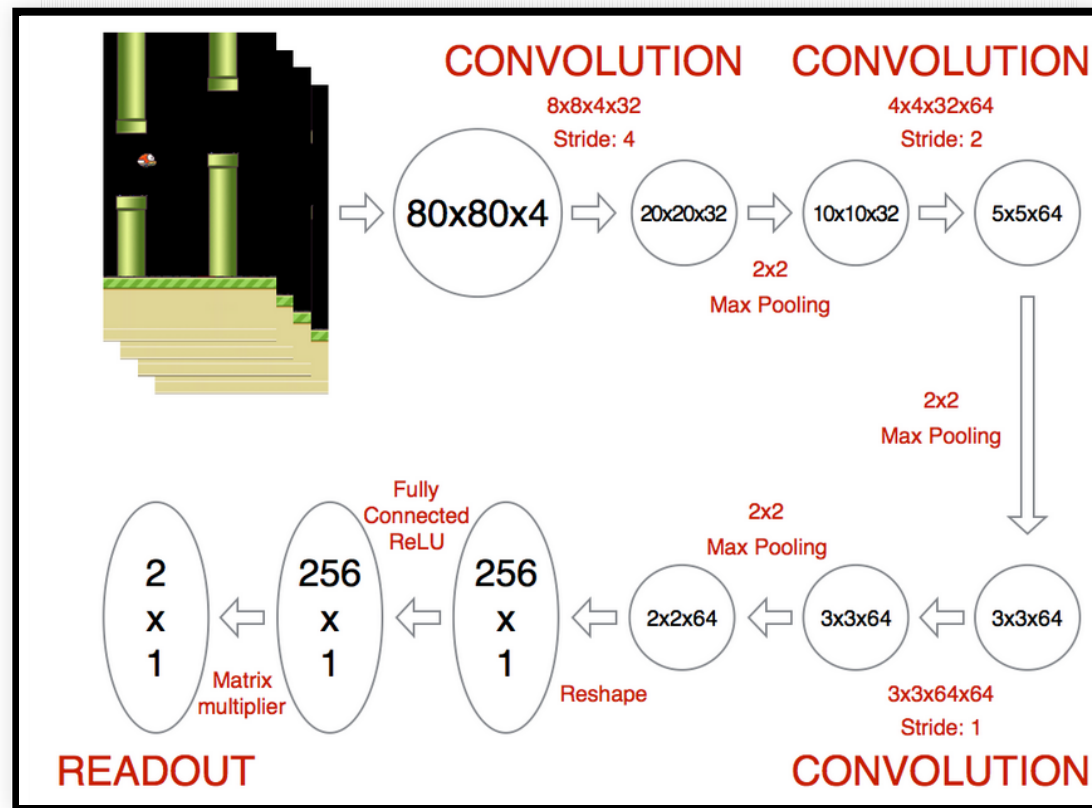 CONVOLUTION
8x8x4x32
Stride: 4
CONVOLUTION
4x4x32x64
Stride: 2
80x80x4
20x20x32
10x10x32
5x5x64
2x2
Max Pooling
2x2
Max Pooling
3x3x64
3x3x64x64
Stride: 1
CONVOLUTION
3x3x64
2x2
Max Pooling
2x2x64
Reshape
256
x
1
Fully
Connected
ReLU
256
x
1
Matrix
multiplier
2
x
1
READOUT